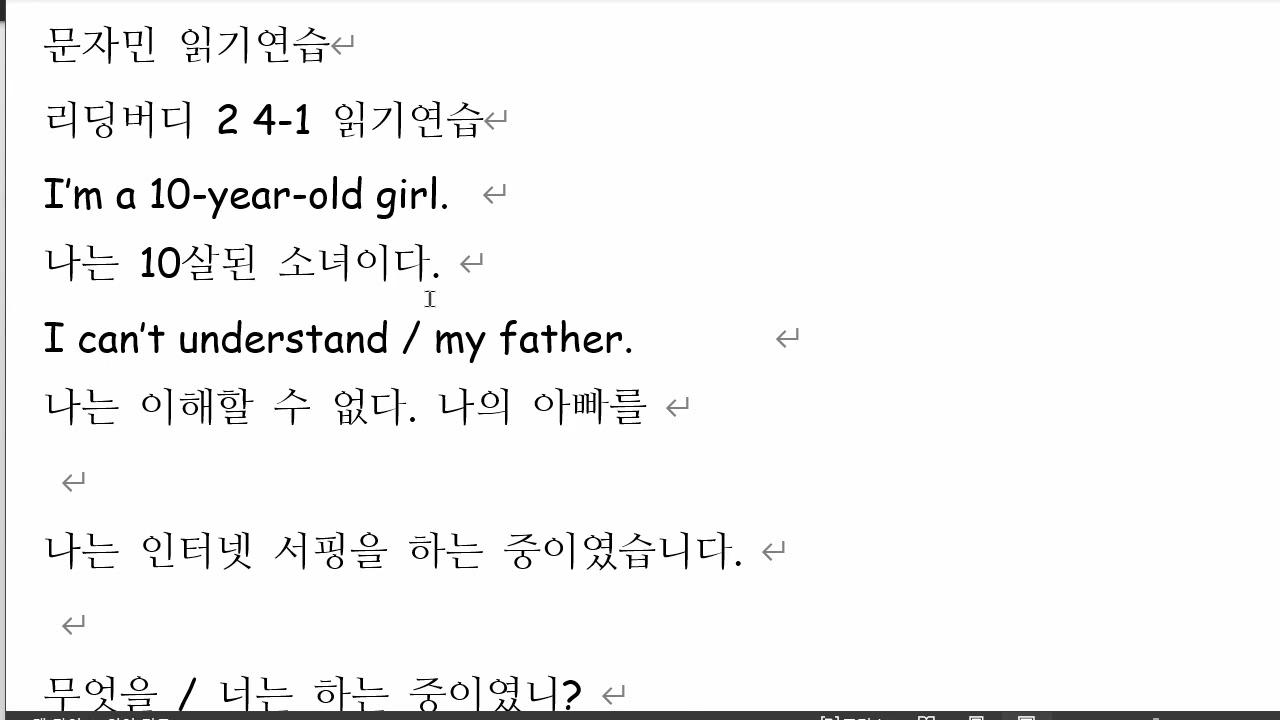 문자민 읽기연습
리딩버디 2 4-1 읽기연습
I'm a 10-year-old girl.
나는 10살된 소녀이다.
I can't understand / my father.
나는 이해할 수 없다. 나의 아빠를
나는 인터넷 서핑을 하는 중이였습니다.
무엇을 / 너는 하는 중이였니?